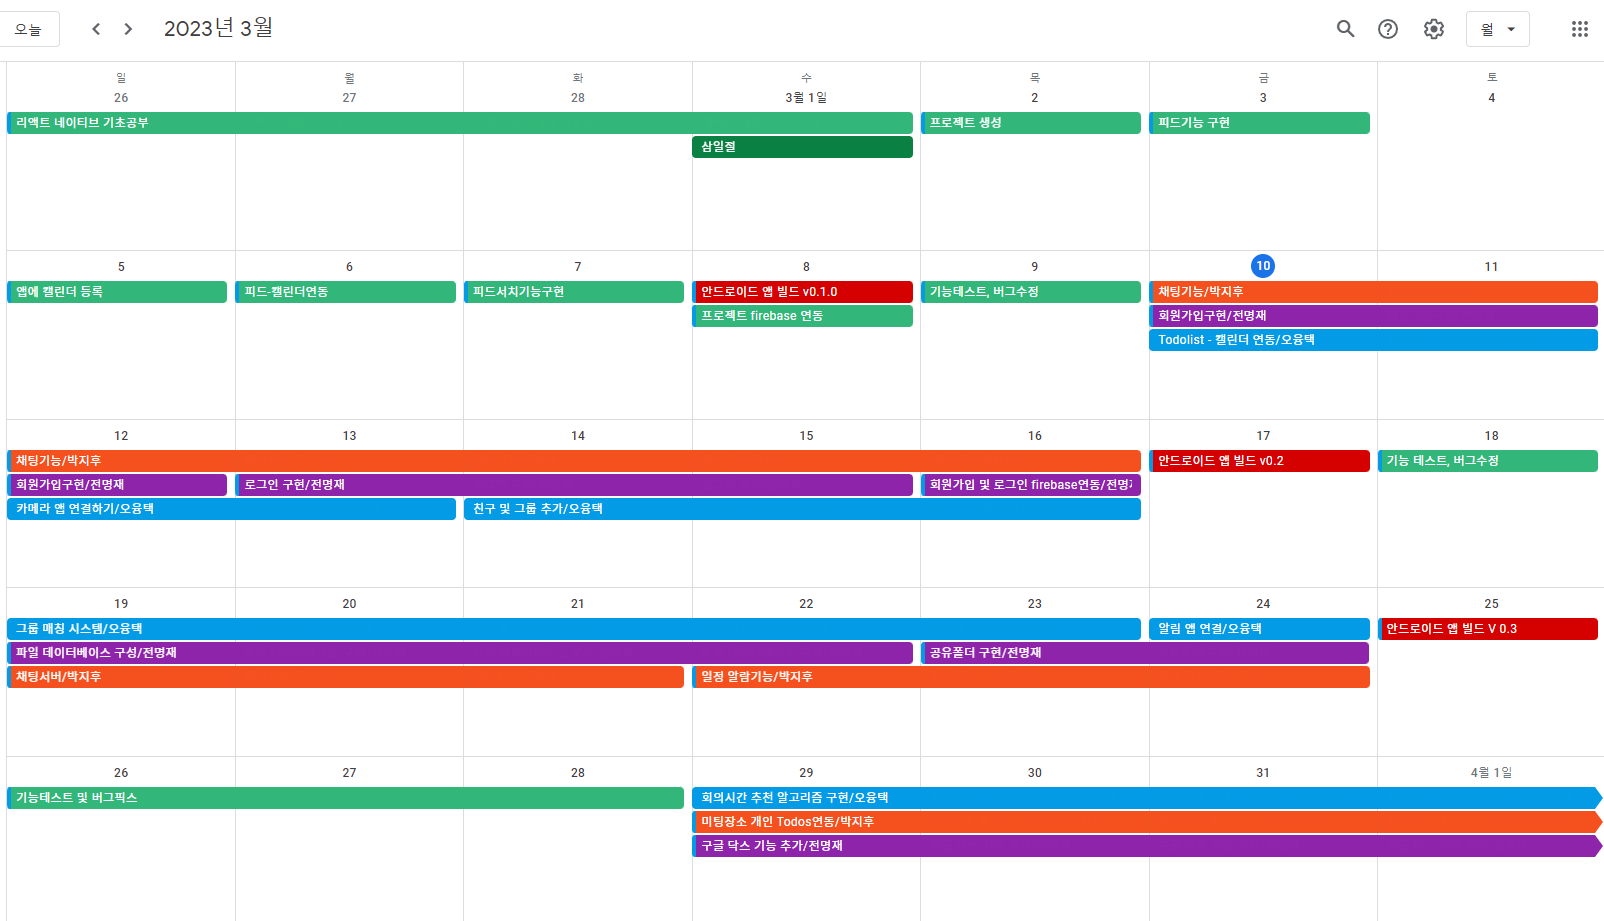 오늘
2023년 3월
월
일
월
화
수
목
금
토
26
27
28
3월 1일
2
3
4
리액트 네이티브 기초공부
프로젝트 생성
피드기능 구현
삼일절
5
6
7
8
9
10
11
앱에 캘린더 등록
피드-캘린더연동
피드서치기능구현
안드로이드 앱 빌드 v0.1.0
기능테스트, 버그수정
채팅기능/박지후
프로젝트 firebase 연동
회원가입구현/전명재
Todolist - 캘린더 연동/오융택
12
13
14
15
16
17
18
채팅기능/박지후
안드로이드 앱 빌드 v0.2
기능 테스트, 버그수정
회원가입구현/전명재
로그인 구현/전명재
회원가입 및 로그인 firebase연동/전명
카메라 앱 연결하기/오융택
친구 및 그룹 추가/오융택
19
20
21
22
23
24
25
그룹 매칭 시스템/오융택
알림 앱 연결/오융택
안드로이드 앱 빌드 V 0.3
파일 데이터베이스 구성/전명재
공유폴더 구현/전명재
채팅서버/박지후
일정 알람기능/박지후
26
27
28
29
30
31
4월 1일
기능테스트 및 버그픽스
회의시간 추천 알고리즘 구현/오융택
미팅장소 개인 Todos연동/박지후
구글 닥스 기능 추가/전명재